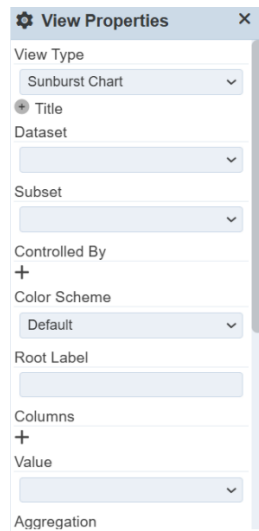 View Properties
View Type
Sunburst Chart
Title
Dataset
Subset
Controlled By
Color Scheme
Default
Root Label
Columns
Value
Aggregation